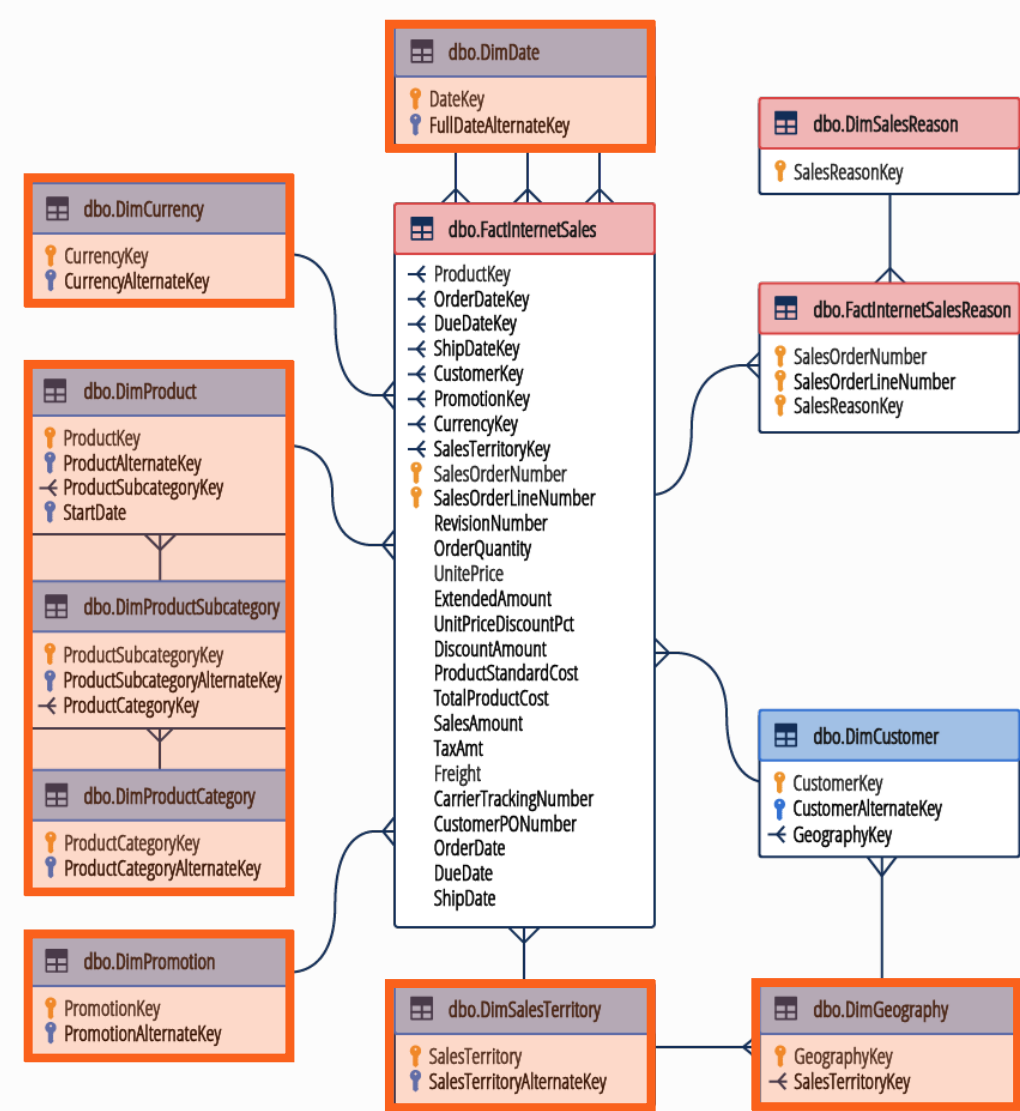 dbo.DimDate
DateKey
FullDateAlternateKey
dbo.DimSalesReason
SalesReasonKey
dbo.DimCurrency
CurrencyKey
CurrencyAlternateKey
dbo.FactInternetSales
ProductKey
OrderDateKey
DueDateKey
ShipDateKey
CustomerKey
PromotionKey
CurrencyKey
SalesTerritoryKey
SalesOrderNumber
SalesOrderLineNumber
RevisionNumber
OrderQuantity
UnitePrice
ExtendedAmount
UnitPriceDiscountPct
DiscountAmount
ProductStandardCost
TotalProductCost
SalesAmount
TaxAmt
Freight
CarrierTrackingNumber
CustomerPONumber
OrderDate
DueDate
ShipDate
dbo.FactInternetSalesReason
SalesOrderNumber
SalesOrderLineNumber
SalesReasonKey
dbo.DimProduct
ProductKey
ProductAlternateKey
ProductSubcategoryKey
StartDate
dbo.DimProductSubcategory
ProductSubcategoryKey
ProductSubcategoryAlternateKey
ProductCategoryKey
dbo.DimProductCategory
ProductCategoryKey
ProductCategoryAlternateKey
dbo.DimCustomer
CustomerKey
CustomerAlternateKey
GeographyKey
dbo.DimPromotion
PromotionKey
PromotionAlternateKey
dbo.DimSalesTerritory
SalesTerritory
SalesTerritoryAlternateKey
dbo.DimGeography
GeographyKey
SalesTerritoryKey